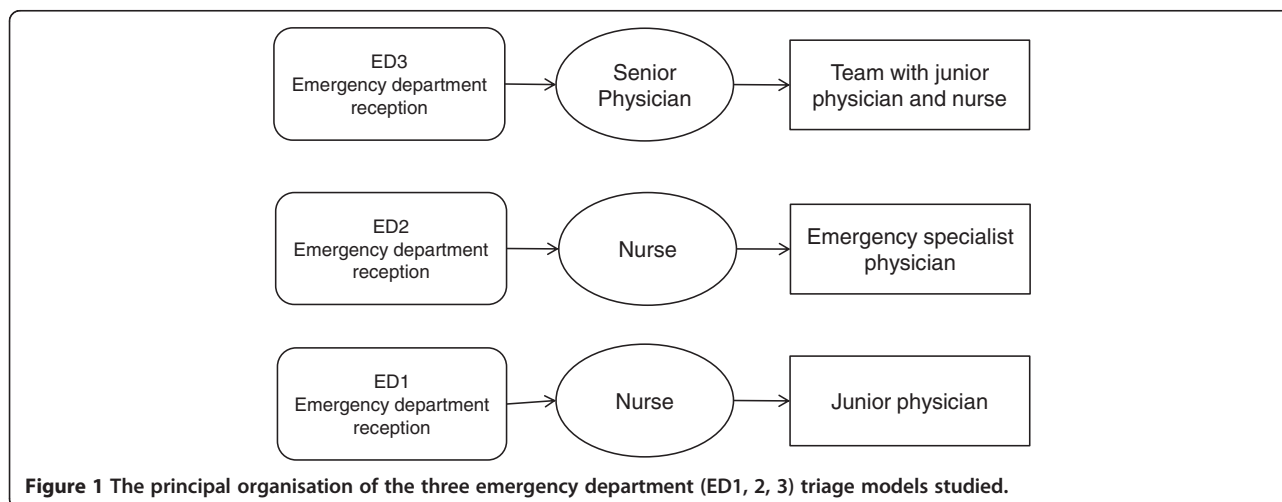 ED3
Emergency department
reception
Senior
Physician
Team with junior
physician and nurse
ED2
Emergency department
reception
Nurse
Emergency specialist
physician
ED1
Emergency department
reception
Nurse
Junior physician
Figure 1 The principal organisation of the three emergency department (ED1, 2, 3) triage models studied.